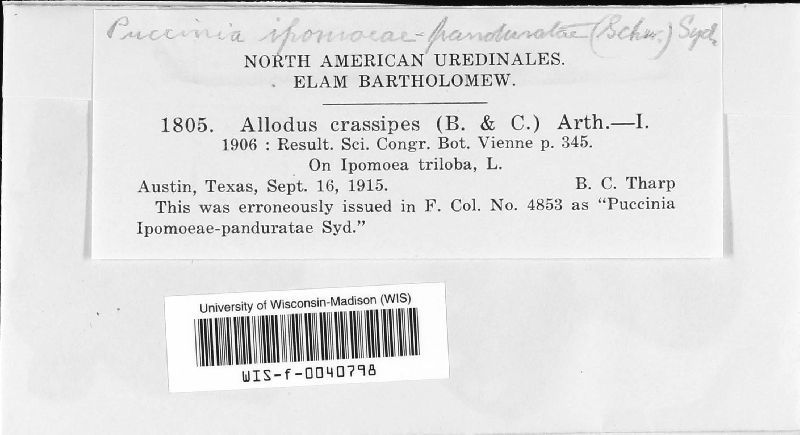 Puccinia ipomoeae-panduratae (Schw.) Syd.
NORTH AMERICAN UREDINALES.
ELAM BARTHOLOMEW.
1805. Allodus crassipes (B. & C.) Arth.—I.
1906 : Result. Sci. Congr. Bot. Vienne p. 345.
On Ipomoea triloba, L.
Austin, Texas, Sept. 16, 1915. B. C. Tharp
This was erroneously issued in F. Col. No. 4853 as “Puccinia
Ipomoeae-panduratae Syd.”
University of Wisconsin-Madison (WIS)
WIS-f-0040798